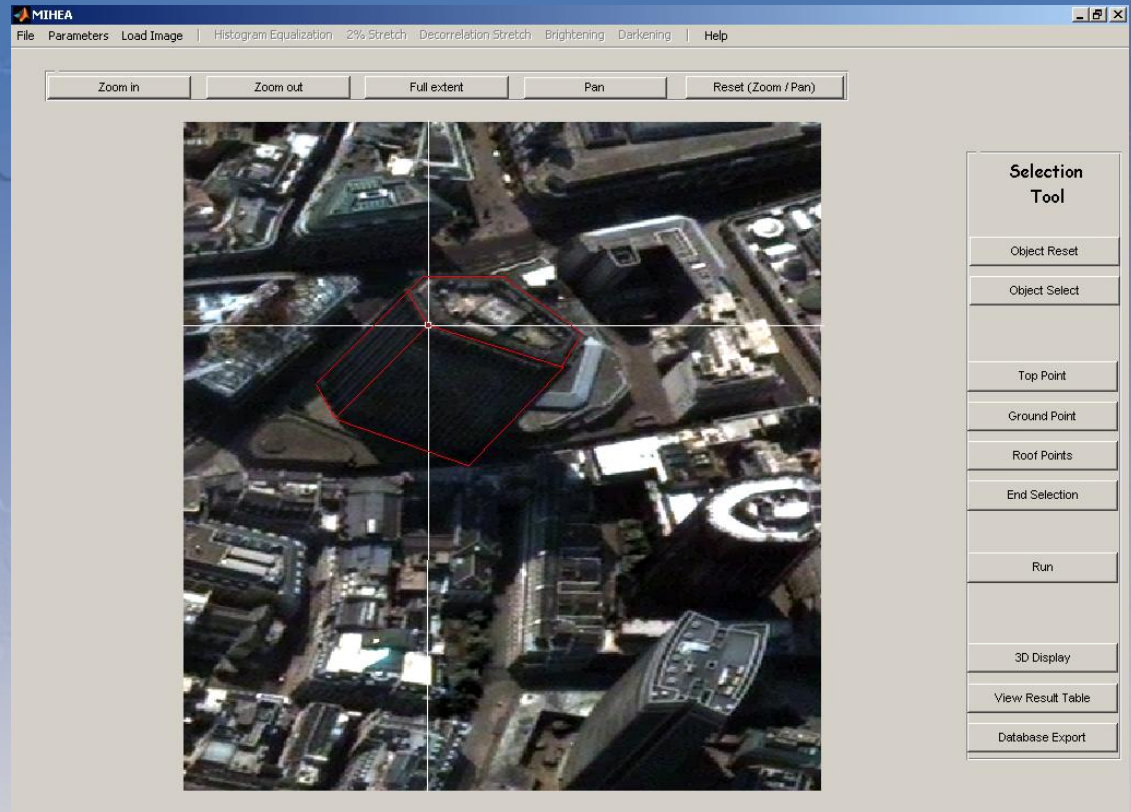 MIHEA
File Parameters Load Image | Histogram Equalization 2% Stretch Decorrelation Stretch Brightening Darkening | Help
Zoom in Zoom out Full extent Pan Reset (Zoom / Pan)
Selection
Tool
Object Reset
Object Select
Top Point
Ground Point
Roof Points
End Selection
Run
3D Display
View Result Table
Database Export